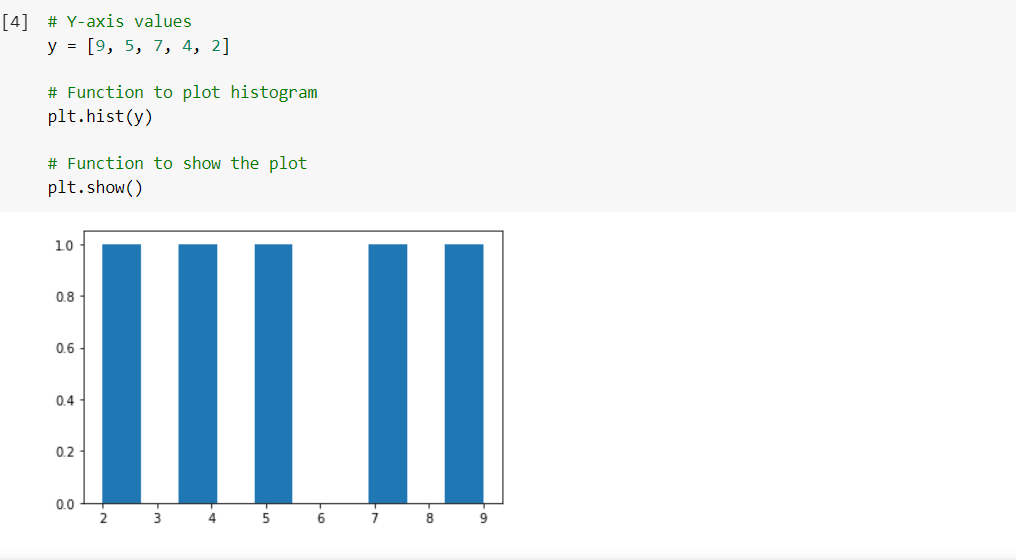 [4] # Y-axis values
y = [9, 5, 7, 4, 2]
# Function to plot histogram
plt.hist(y)
# Function to show the plot
plt.show()
1.0
0.8
0.6
0.4
0.2
0.0
2 3 4 5 6 7 8 9